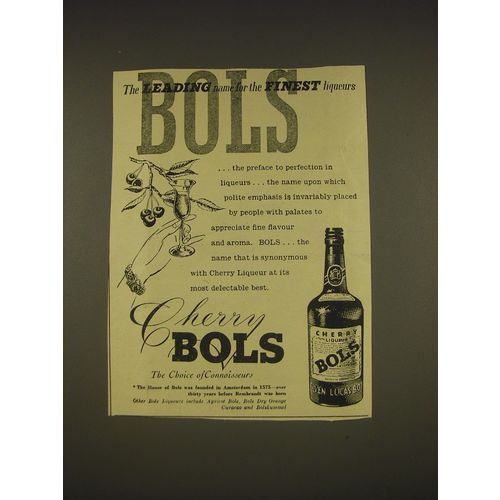 BOLS
The LEADING name for the FINEST liqueurs
. . . the preface to perfection in
liqueurs . . . the name upon which
polite emphasis is invariably placed
by people with palates to
appreciate fine flavour
and aroma. BOLS . . . the
name that is synonymous
with Cherry Liqueur at its
most delectable best.
Cherry
BOLS
The Choice of Connoisseurs
* The House of Bols was founded in Amsterdam in 1575—over
thirty years before Rembrandt was born
Other Bols Liqueurs include Apricot Bols, Bols Dry Orange
Curacao and Bolskummel
CHERRY
LIQUEUR
BOLS
ERVEN LUCAS BOLS